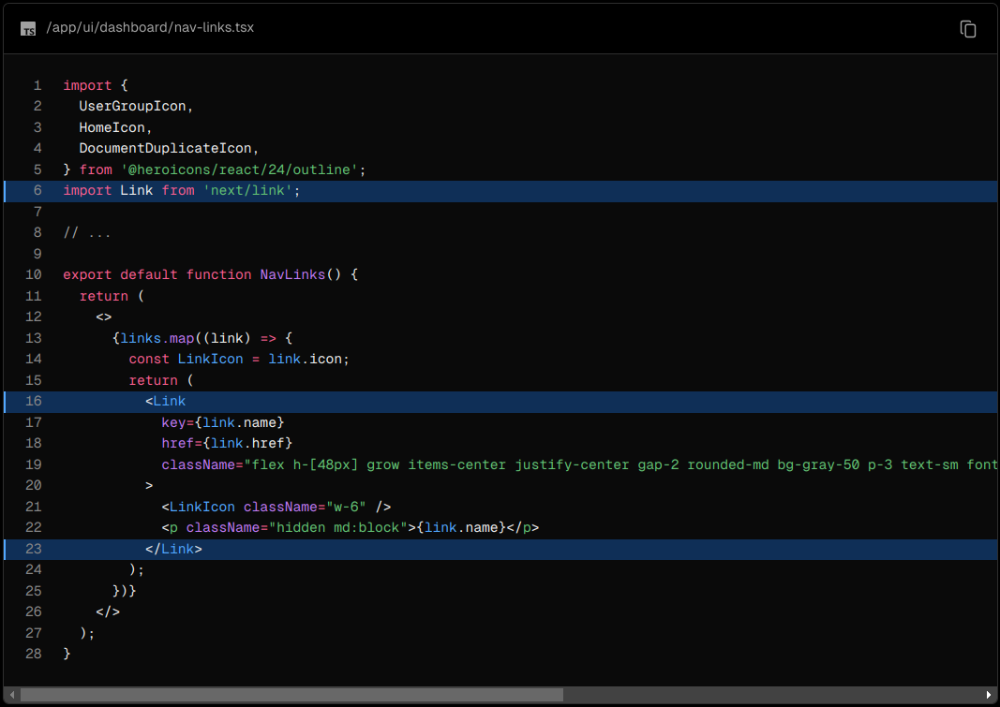 TS /app/ui/dashboard/nav-links.tsx
1 import {
2   UserGroupIcon,
3   HomeIcon,
4   DocumentDuplicateIcon,
5 } from '@heroicons/react/24/outline';
6 import Link from 'next/link';
7
8 // ...
9
10 export default function NavLinks() {
11   return (
12     <>
13       {links.map((link) => {
14         const LinkIcon = link.icon;
15         return (
16           <Link
17             key={link.name}
18             href={link.href}
19             className="flex h-[48px] grow items-center justify-center gap-2 rounded-md bg-gray-50 p-3 text-sm font
20           >
21             <LinkIcon className="w-6" />
22             <p className="hidden md:block">{link.name}</p>
23           </Link>
24         );
25       })}
26     </>
27   );
28 }